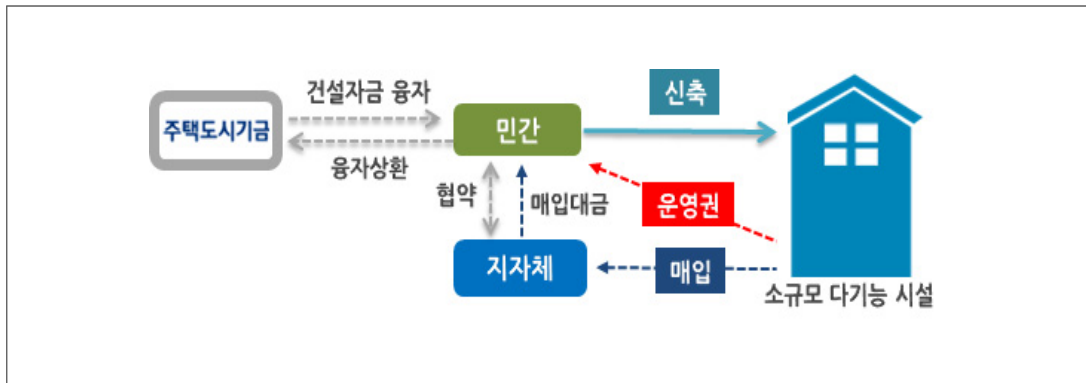 건설자금 융자
신축
주택도시기금
민간
융자상환
협약
매입대금
운영권
지자체
매입
소규모 다기능 시설